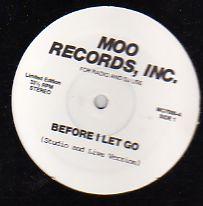 MOO
RECORDS, INC.
FOR RADIO AND DJ USE
Limited Edition
33⅓ RPM
STEREO
SIDE 1
BEFORE I LET GO
(Studio and Live Version)